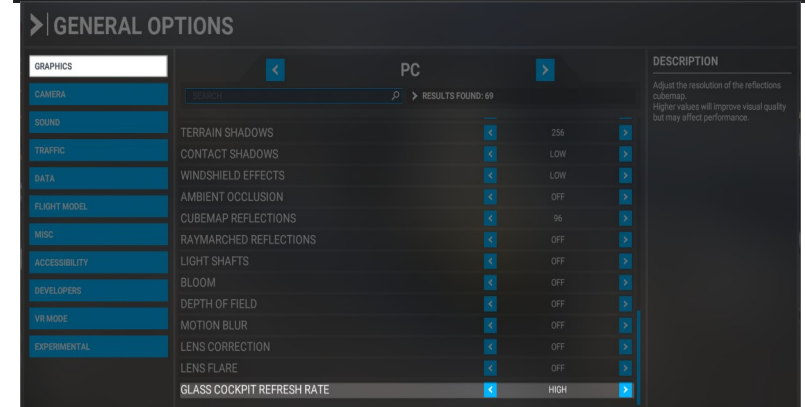 GENERAL OPTIONS
GRAPHICS
CAMERA
SOUND
TRAFFIC
DATA
FLIGHT MODEL
MISC
ACCESSIBILITY
DEVELOPERS
VR MODE
EXPERIMENTAL
PC
SEARCH
RESULTS FOUND: 69
TERRAIN SHADOWS 256
CONTACT SHADOWS LOW
WINDSHIELD EFFECTS LOW
AMBIENT OCCLUSION OFF
CUBEMAP REFLECTIONS 96
RAYMARCHED REFLECTIONS OFF
LIGHT SHAFTS OFF
BLOOM OFF
DEPTH OF FIELD OFF
MOTION BLUR OFF
LENS CORRECTION OFF
LENS FLARE OFF
GLASS COCKPIT REFRESH RATE HIGH
DESCRIPTION
Adjust the resolution of the reflections
cubemap.
Higher values will improve visual quality
but may affect performance.